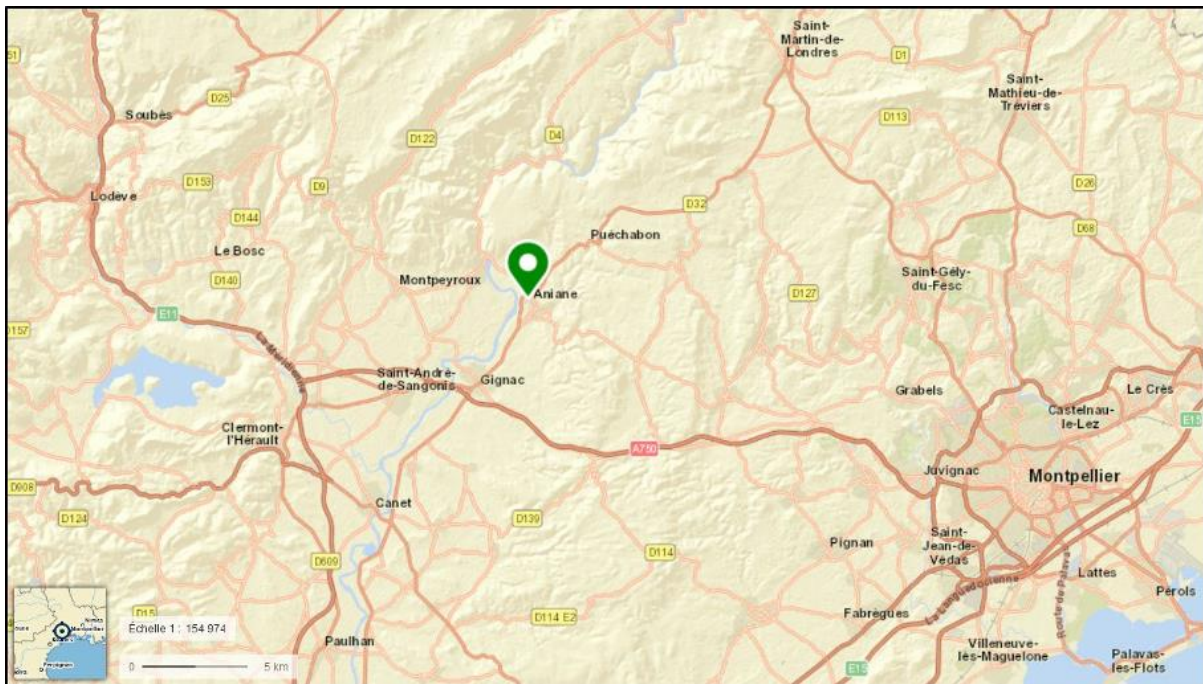 Saint-
Martin-de-
Londres
D1
51
Saint-
Mathieu-de-
Tréviers
D25
Soubès
D113
D4
D122
D153
D9
D26
Lodève
D144
D32
D68
Puéchabon
Le Bosc
Montpeyroux
Saint-Gély-
du-Fesc
D140
Aniane
D127
E11
D157
La Méridienne
Saint-André-
de-Sangonis
Gignac
Grabels
Le Crès
Castelnau-
le-Lez
E15
Clermont-
l'Hérault
A750
Juvignac
Montpellier
D908
Canet
D124
D139
Saint-
Jean-de-
Védas
Pignan
D114
D609
Lattes
Pérols
La Languedocienne
Route de Palavas
D15
Fabrègues
D114 E2
Échelle 1 : 154 974
Paulhan
Villeneuve-
lès-Maguelone
Palavas-
les-Flots
0 5 km
E15